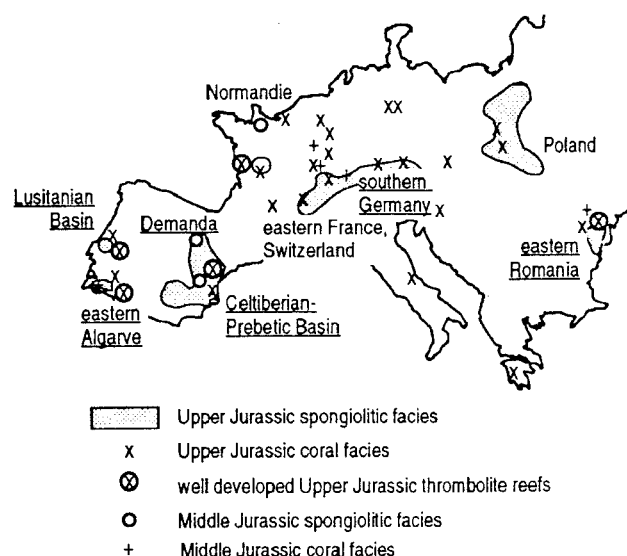 Normandie
Poland
Lusitanian
Basin
Demanda
southern
Germany
eastern France,
Switzerland
eastern
Romania
eastern
Algarve
Celtiberian-
Prebetic Basin
Upper Jurassic spongiolitic facies
x Upper Jurassic coral facies
well developed Upper Jurassic thrombolite reefs
Middle Jurassic spongiolitic facies
+ Middle Jurassic coral facies